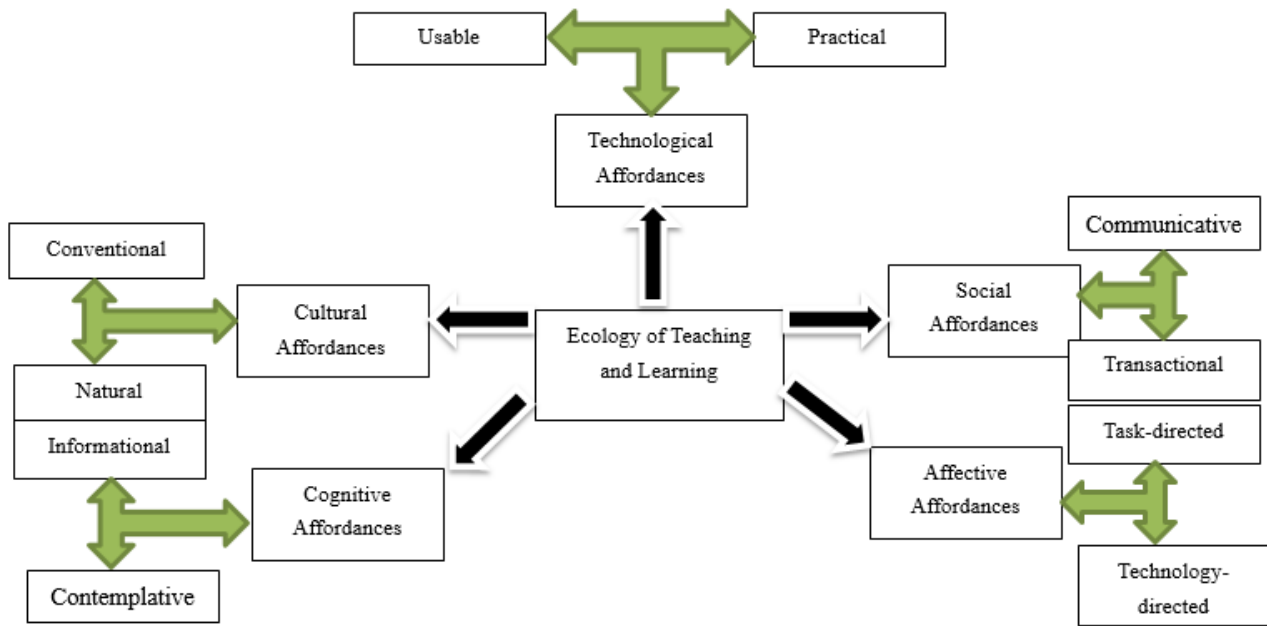 Usable
Practical
Technological
Affordances
Conventional
Communicative
Cultural
Affordances
Social
Affordances
Ecology of Teaching
and Learning
Natural
Transactional
Informational
Task-directed
Cognitive
Affordances
Affective
Affordances
Contemplative
Technology-
directed